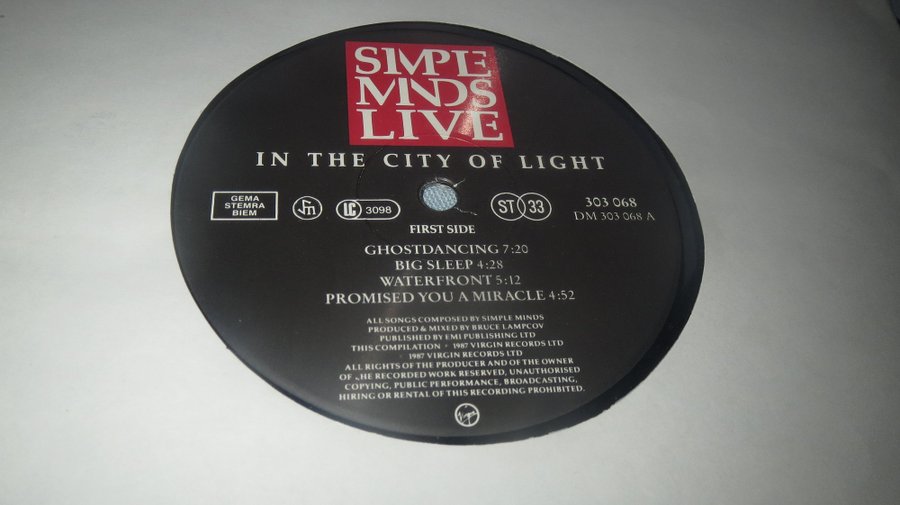 SIMPLE
MINDS
LIVE
IN THE CITY OF LIGHT
GEMA
STEMRA
BIEM
LC 3098
ST 33
303 068
DM 303 068 A
FIRST SIDE
GHOSTDANCING 7:20
BIG SLEEP 4:28
WATERFRONT 5:12
PROMISED YOU A MIRACLE 4:52
ALL SONGS COMPOSED BY SIMPLE MINDS
PRODUCED & MIXED BY BRUCE LAMPCOV
PUBLISHED BY EMI PUBLISHING LTD
THIS COMPILATION 1987 VIRGIN RECORDS LTD
1987 VIRGIN RECORDS LTD
ALL RIGHTS OF THE PRODUCER AND OF THE OWNER
OF HE RECORDED WORK RESERVED, UNAUTHORISED
COPYING, PUBLIC PERFORMANCE, BROADCASTING,
HIRING OR RENTAL OF THIS RECORDING PROHIBITED.
Virgin